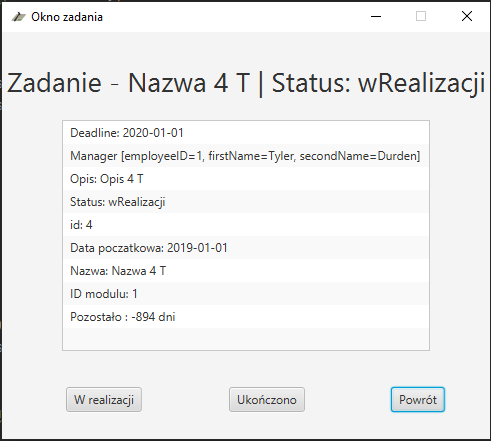 Okno zadania
Zadanie - Nazwa 4 T | Status: wRealizacji
Deadline: 2020-01-01
Manager [employeeID=1, firstName=Tyler, secondName=Durden]
Opis: Opis 4 T
Status: wRealizacji
id: 4
Data poczatkowa: 2019-01-01
Nazwa: Nazwa 4 T
ID modulu: 1
Pozostało : -894 dni
W realizacji
Ukończono
Powrót